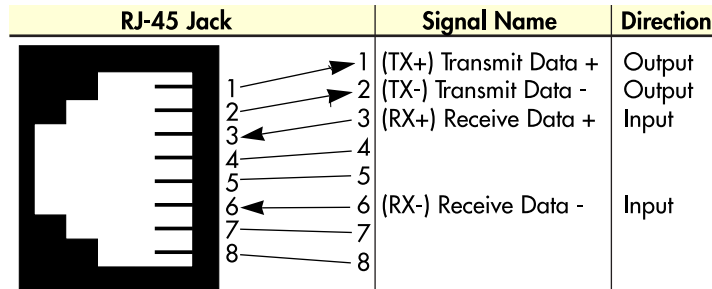 RJ-45 Jack Signal Name Direction
1 1 (TX+) Transmit Data + Output
2 2 (TX-) Transmit Data - Output
3 3 (RX+) Receive Data + Input
4 4
5 5
6 6 (RX-) Receive Data - Input
7 7
8 8